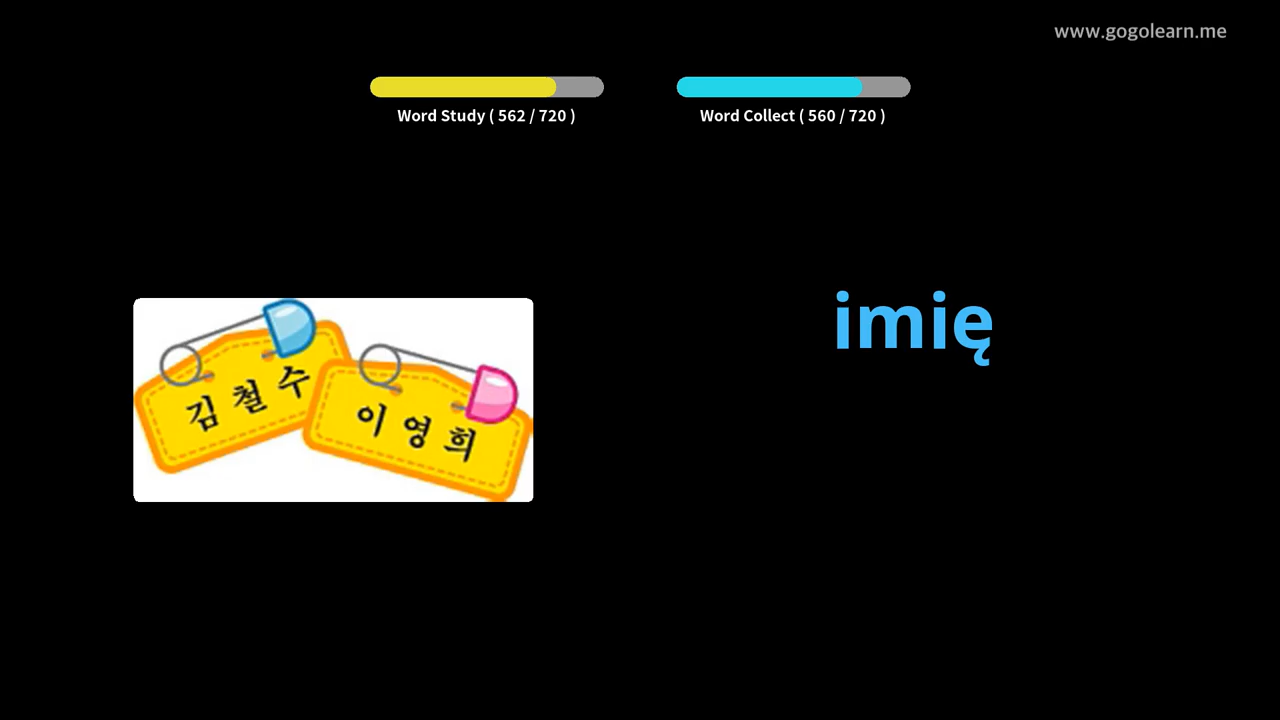 www.gogolearn.me
Word Study ( 562 / 720 )
Word Collect ( 560 / 720 )
imię
김철수
이영희